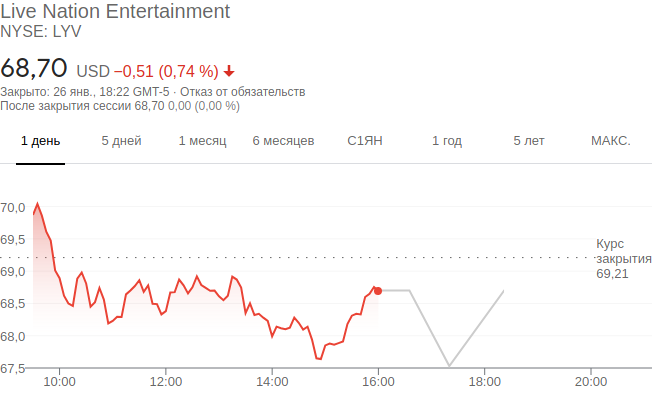 Live Nation Entertainment
NYSE: LYV
68,70 USD −0,51 (0,74 %)
Закрыто: 26 янв., 18:22 GMT-5 · Отказ от обязательств
После закрытия сессии 68,70 0,00 (0,00 %)
1 день 5 дней 1 месяц 6 месяцев С1ЯН 1 год 5 лет МАКС.
70,0
69,5
Курс
закрытия
69,21
69,0
68,5
68,0
67,5
10:00 12:00 14:00 16:00 18:00 20:00